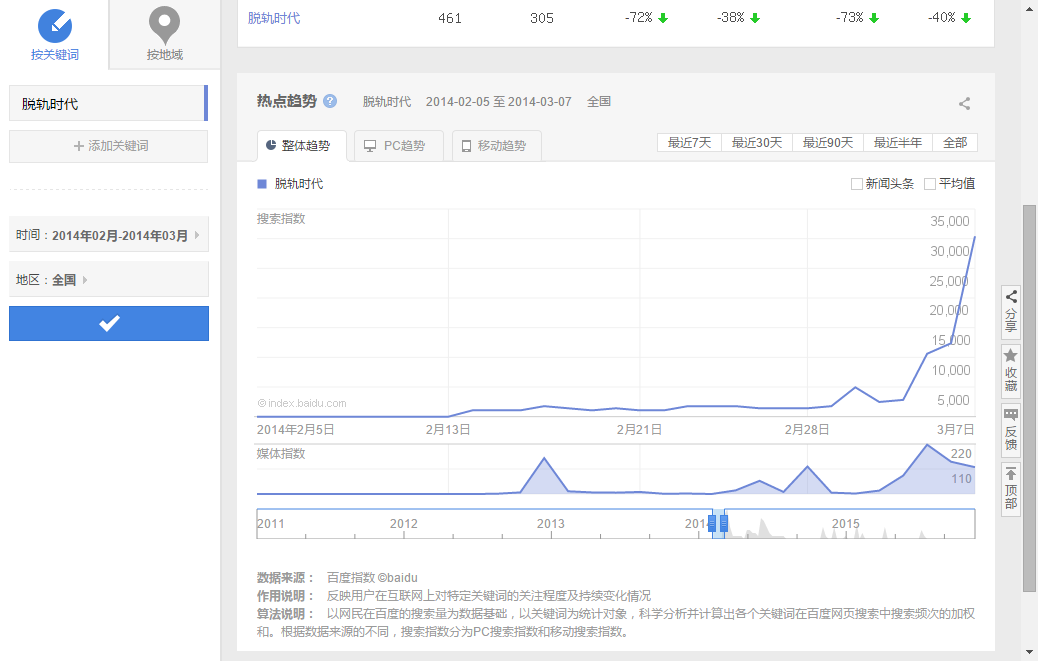 按关键词
按地域
脱轨时代
+ 添加关键词
时间：2014年02月-2014年03月
地区：全国
脱轨时代 461 305 -72% -38% -73% -40%
热点趋势 ? 脱轨时代 2014-02-05 至 2014-03-07 全国
整体趋势 PC趋势 移动趋势
最近7天 最近30天 最近90天 最近半年 全部
脱轨时代
新闻头条 平均值
搜索指数
35,000
30,000
25,000
20,000
15,000
10,000
5,000
©index.baidu.com
2014年2月5日 2月13日 2月21日 2月28日 3月7日
媒体指数
220
110
2011 2012 2013 2014 2015
数据来源： 百度指数 ©baidu
作用说明： 反映用户在互联网上对特定关键词的关注程度及持续变化情况
算法说明： 以网民在百度的搜索量为数据基础，以关键词为统计对象，科学分析并计算出各个关键词在百度网页搜索中搜索频次的加权
和。根据数据来源的不同，搜索指数分为PC搜索指数和移动搜索指数。
分享
收藏
反馈
顶部